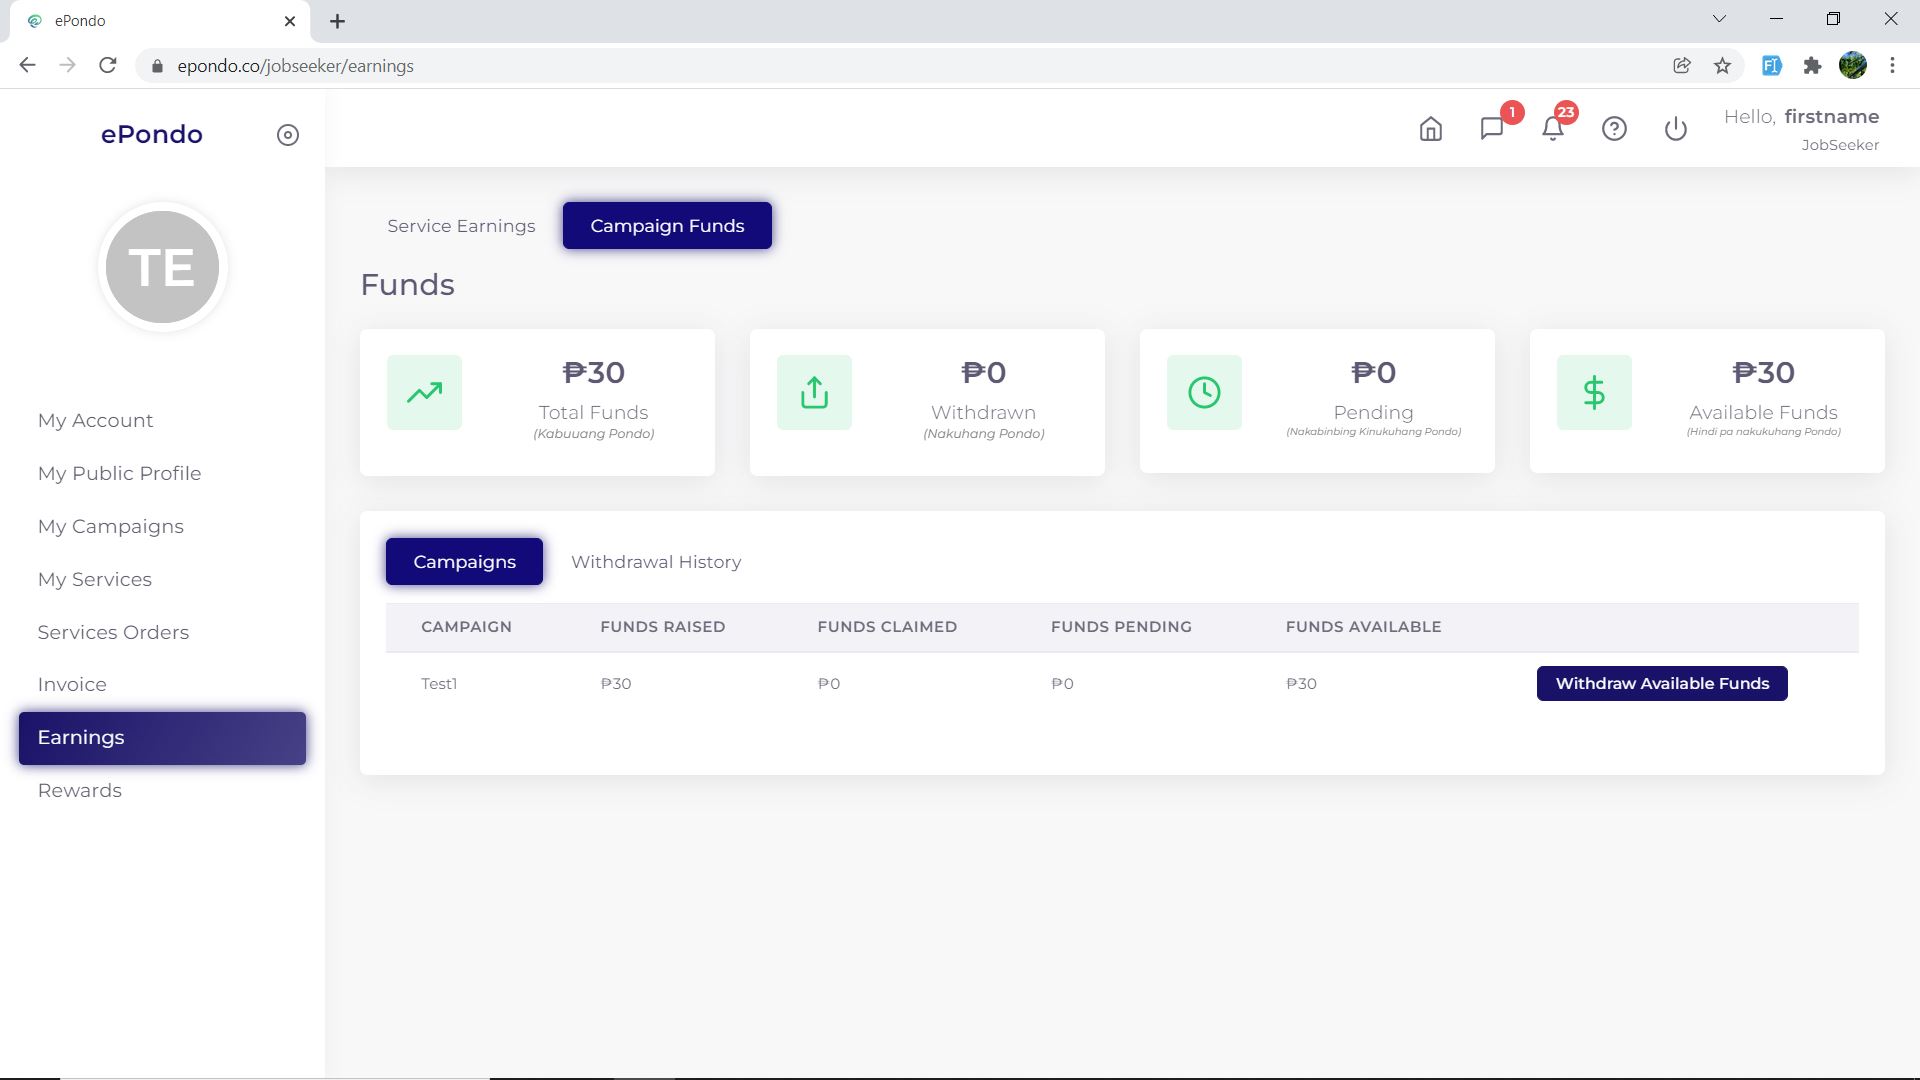 ePondo
epondo.co/jobseeker/earnings
ePondo
1
23
Hello, firstname
JobSeeker
TE
My Account
My Public Profile
My Campaigns
My Services
Services Orders
Invoice
Earnings
Rewards
Service Earnings
Campaign Funds
Funds
₱30
Total Funds
(Kabuuang Pondo)
₱0
Withdrawn
(Nakuhang Pondo)
₱0
Pending
(Nakabinbing Kinukuhang Pondo)
₱30
Available Funds
(Hindi pa nakukuhang Pondo)
Campaigns
Withdrawal History
CAMPAIGN FUNDS RAISED FUNDS CLAIMED FUNDS PENDING FUNDS AVAILABLE
Test1 ₱30 ₱0 ₱0 ₱30 Withdraw Available Funds